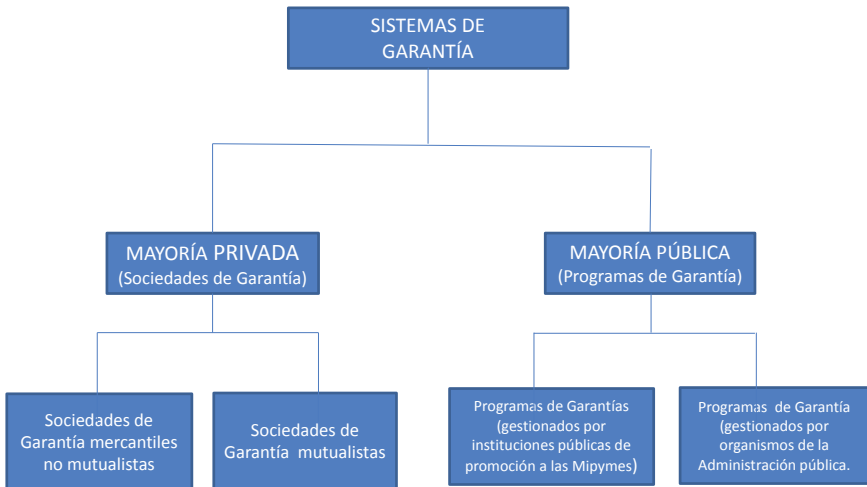 SISTEMAS DE
GARANTÍA
MAYORÍA PRIVADA
(Sociedades de Garantía)
MAYORÍA PÚBLICA
(Programas de Garantía)
Sociedades de
Garantía mercantiles
no mutualistas
Sociedades de
Garantía mutualistas
Programas de Garantías
(gestionados por
instituciones públicas de
promoción a las Mipymes)
Programas de Garantía
(gestionados por
organismos de la
Administración pública.